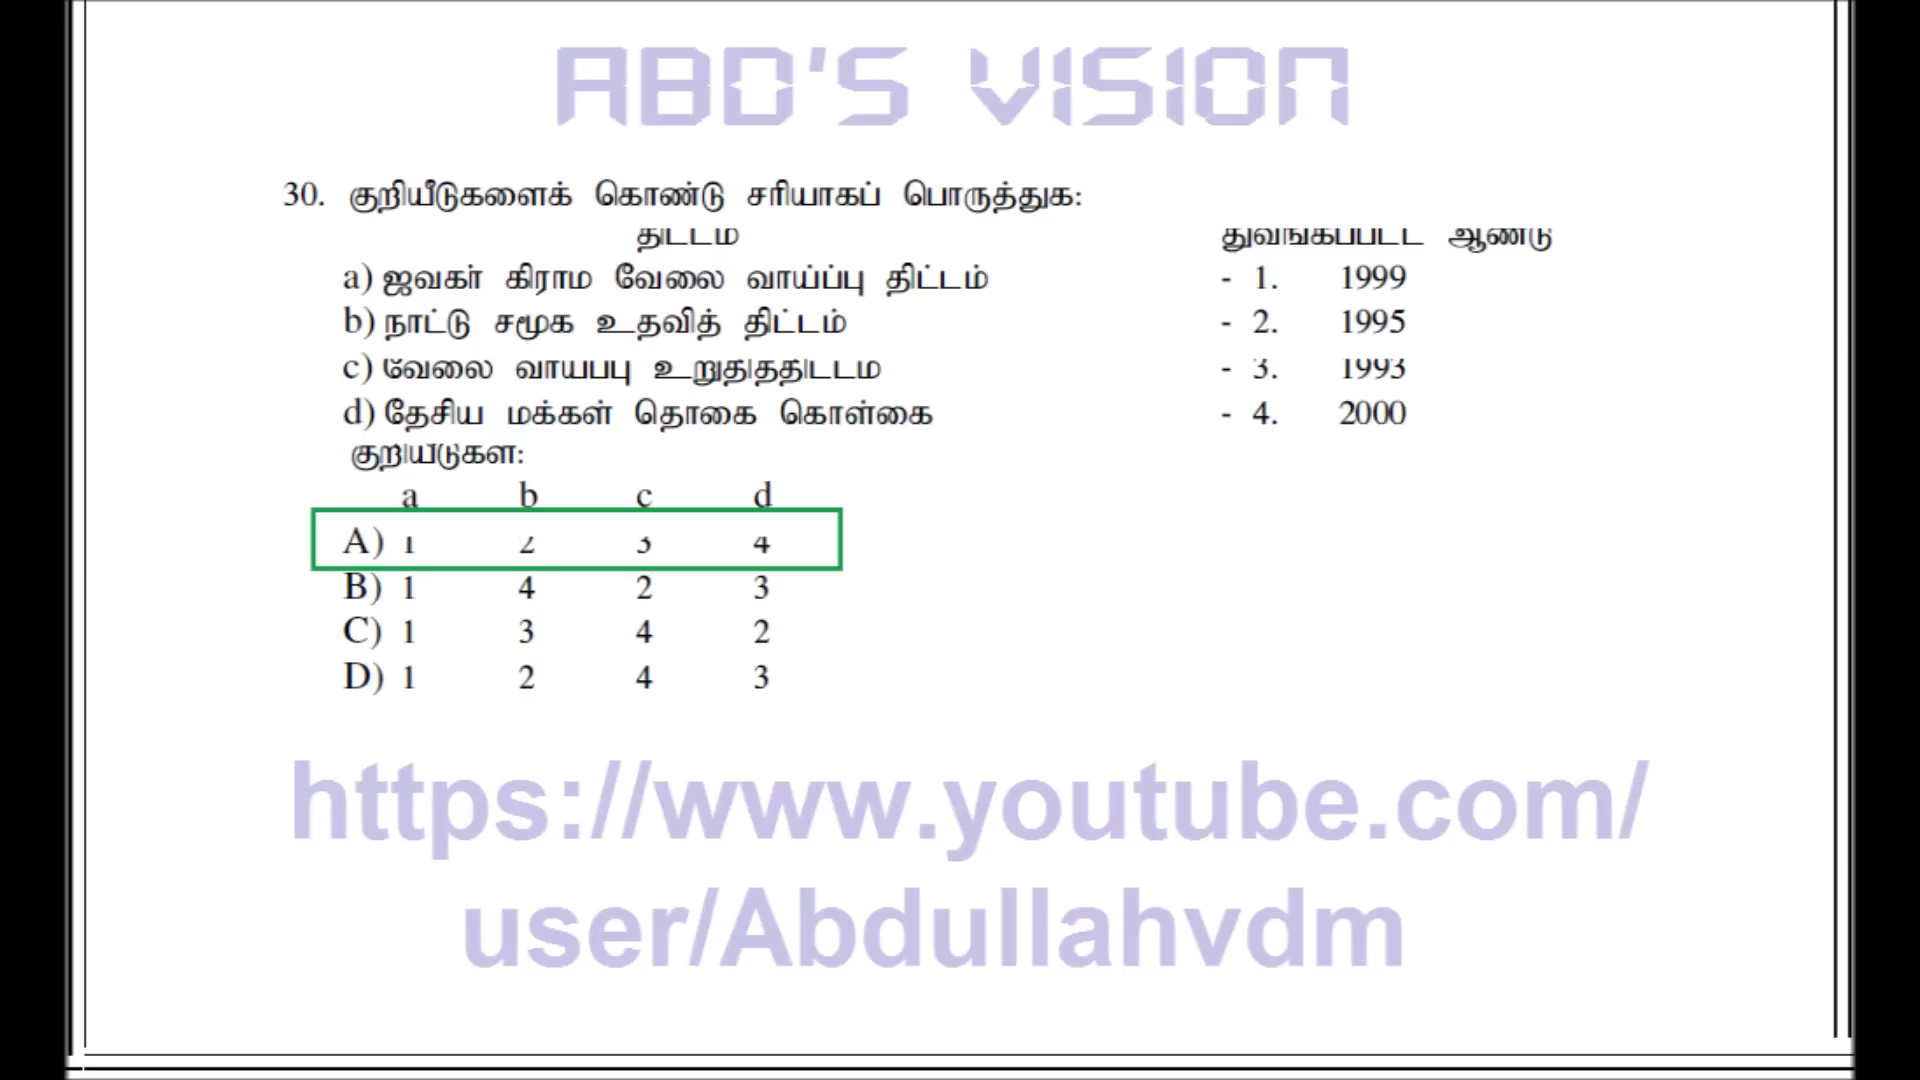 ABD'S VISION
30. குறியீடுகளைக் கொண்டு சரியாகப் பொருத்துக:
திட்டம் துவங்கப்பட்ட ஆண்டு
a) ஜவகர் கிராம வேலை வாய்ப்பு திட்டம் - 1. 1999
b) நாட்டு சமூக உதவித் திட்டம் - 2. 1995
c) வேலை வாய்ப்பு உறுதித்திட்டம் - 3. 1993
d) தேசிய மக்கள் தொகை கொள்கை - 4. 2000
குறியீடுகள்:
a b c d
A) 1 2 3 4
B) 1 4 2 3
C) 1 3 4 2
D) 1 2 4 3
https://www.youtube.com/
user/Abdullahvdm